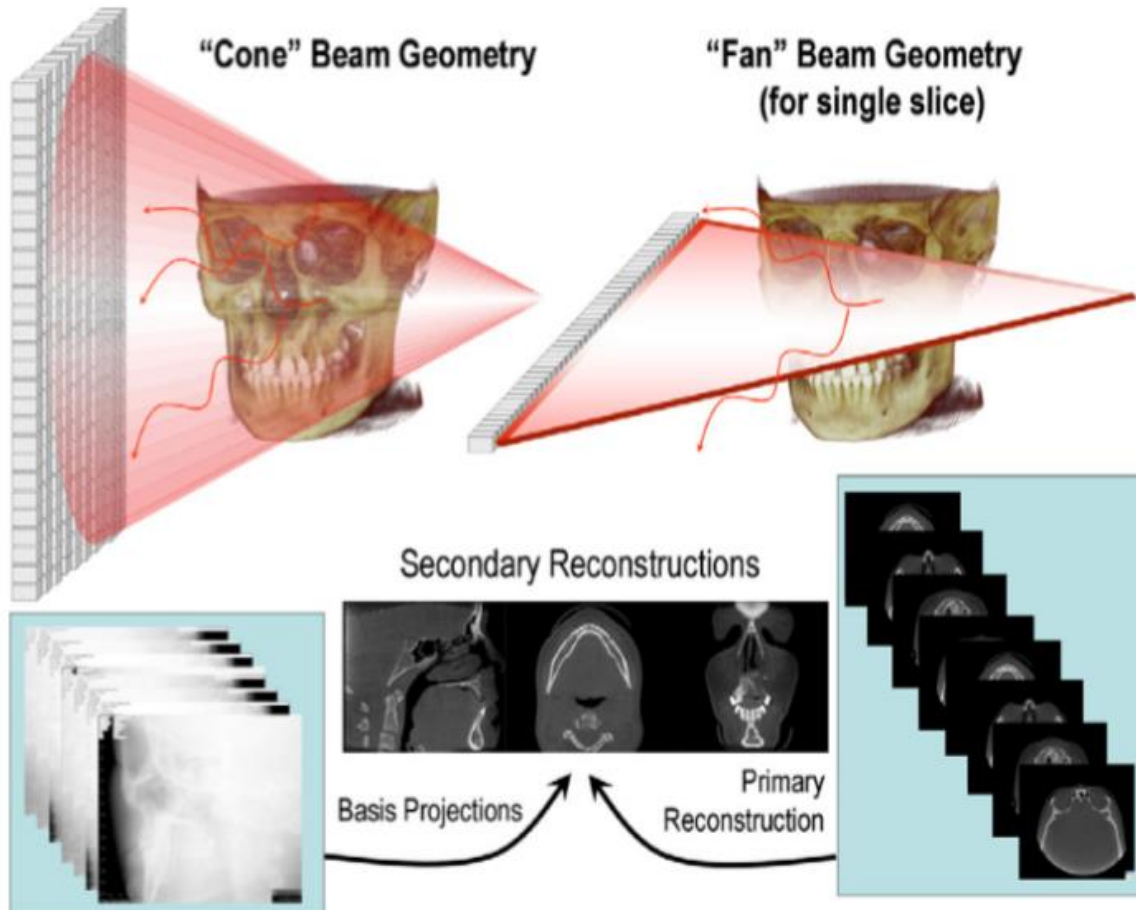 “Cone” Beam Geometry
“Fan” Beam Geometry
(for single slice)
Secondary Reconstructions
Basis Projections
Primary
Reconstruction